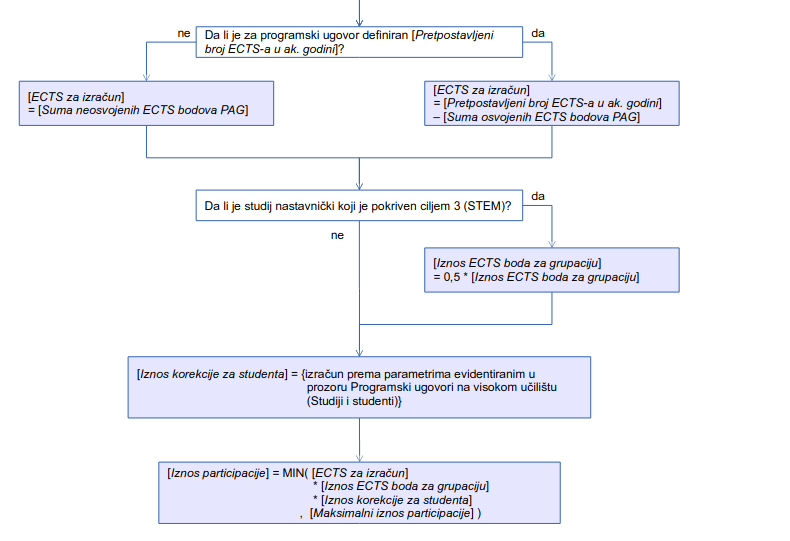 ne
Da li je za programski ugovor definiran [Pretpostavljeni
broj ECTS-a u ak. godini]?
da
[ECTS za izračun]
= [Suma neosvojenih ECTS bodova PAG]
[ECTS za izračun]
= [Pretpostavljeni broj ECTS-a u ak. godini]
– [Suma osvojenih ECTS bodova PAG]
Da li je studij nastavnički koji je pokriven ciljem 3 (STEM)?
da
ne
[Iznos ECTS boda za grupaciju]
= 0,5 * [Iznos ECTS boda za grupaciju]
[Iznos korekcije za studenta] = {izračun prema parametrima evidentiranim u
prozoru Programski ugovori na visokom učilištu
(Studiji i studenti)}
[Iznos participacije] = MIN( [ECTS za izračun]
* [Iznos ECTS boda za grupaciju]
* [Iznos korekcije za studenta]
, [Maksimalni iznos participacije] )